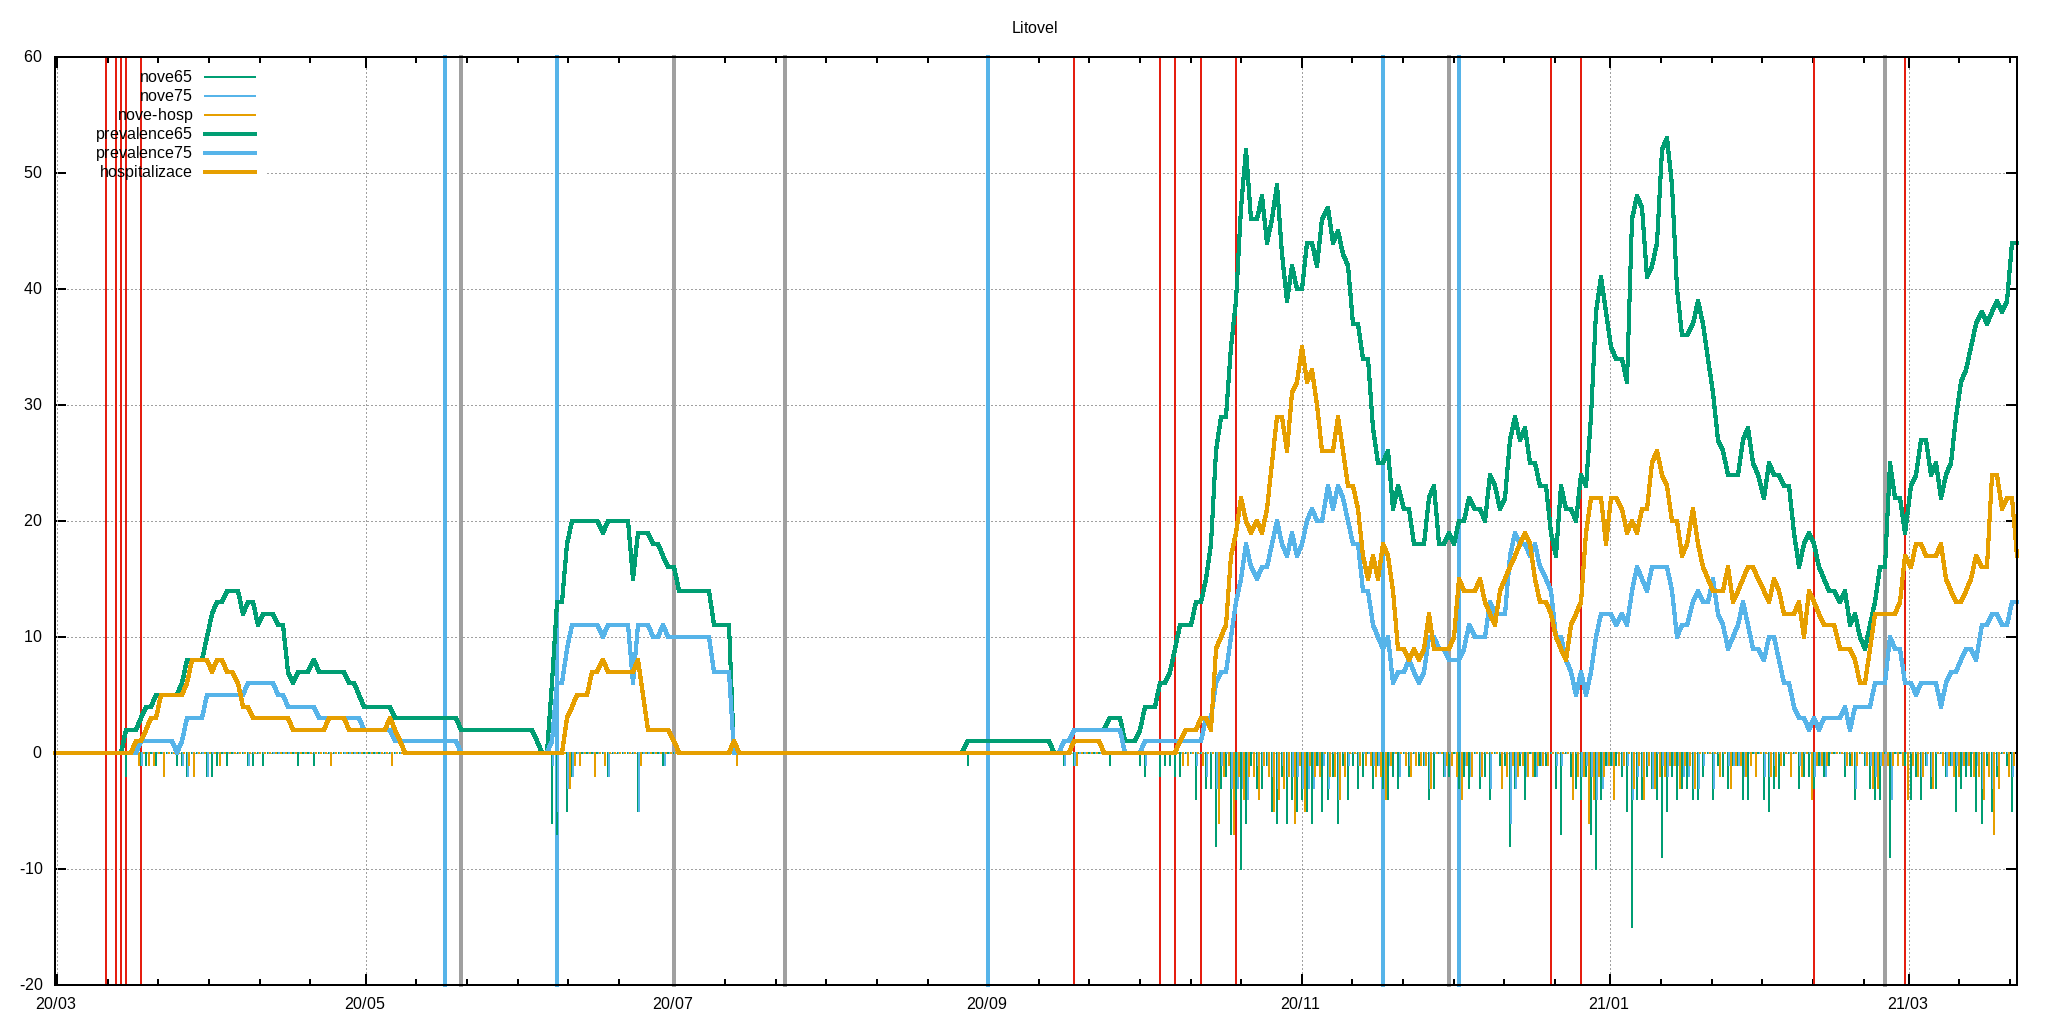 Litovel
60
nove65
nove75
nove-hosp
prevalence65
prevalence75
hospitalizace
50
40
30
20
10
0
-10
-20
20/03 20/05 20/07 20/09 20/11 21/01 21/03